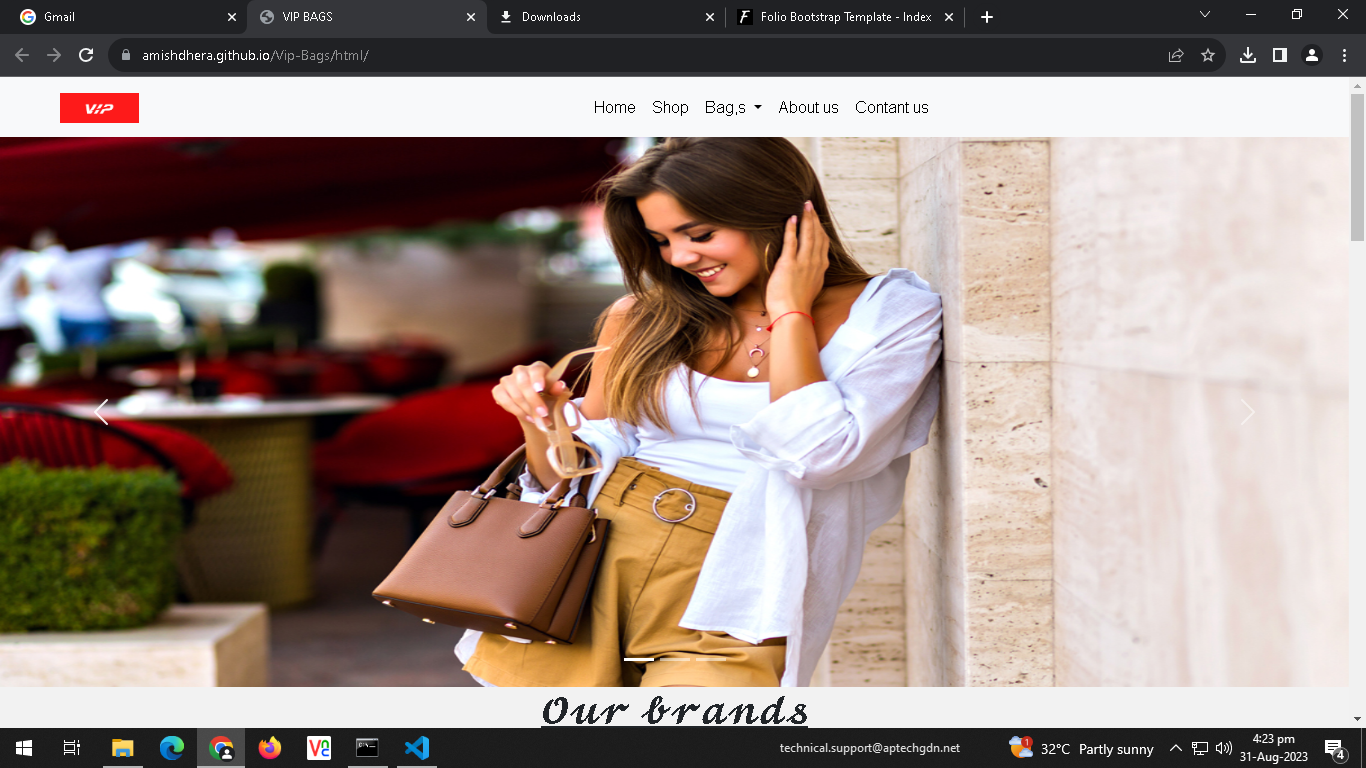 Gmail
VIP BAGS
Downloads
Folio Bootstrap Template - Index
amishdhera.github.io/Vip-Bags/html/
VIP
Home Shop Bag,s About us Contant us
Our brands
technical.support@aptechgdn.net
1
32°C Partly sunny
4:23 pm
31-Aug-2023
4